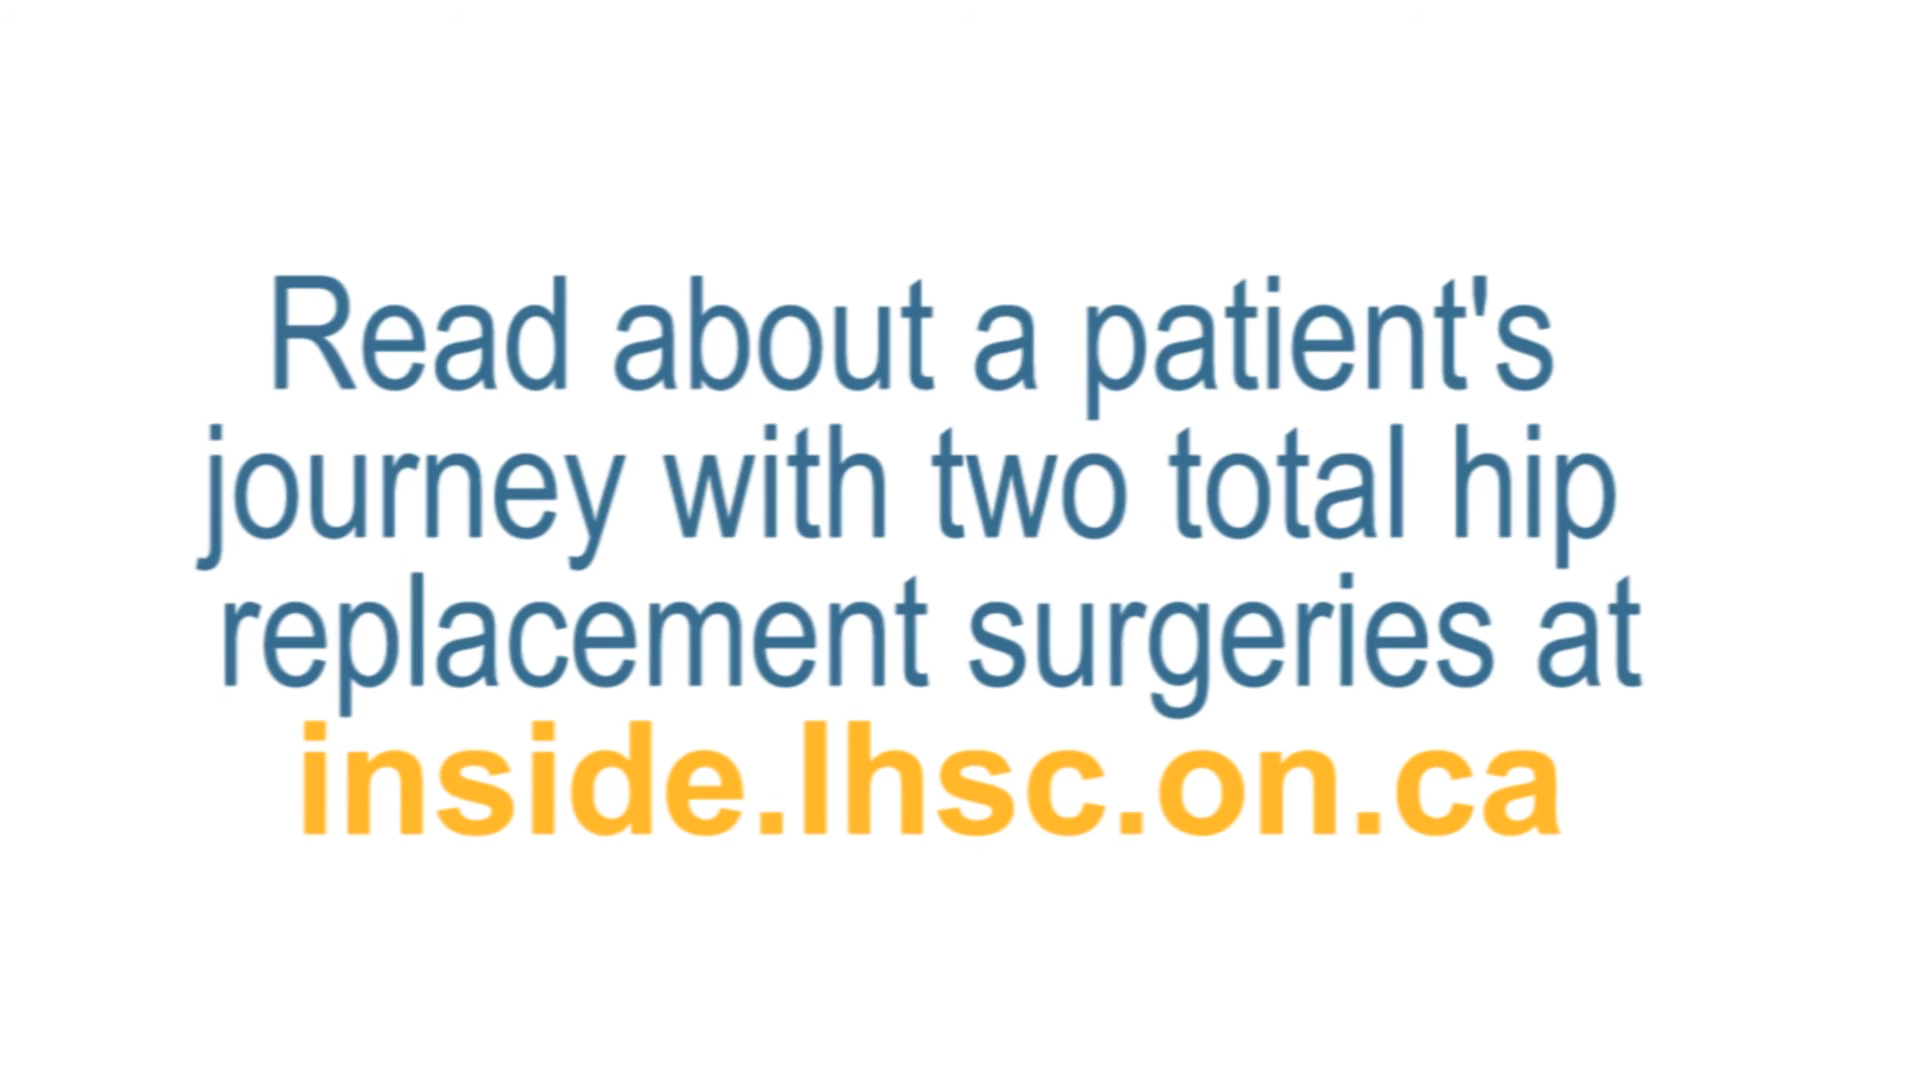 Read about a patient's
journey with two total hip
replacement surgeries at
inside.lhsc.on.ca